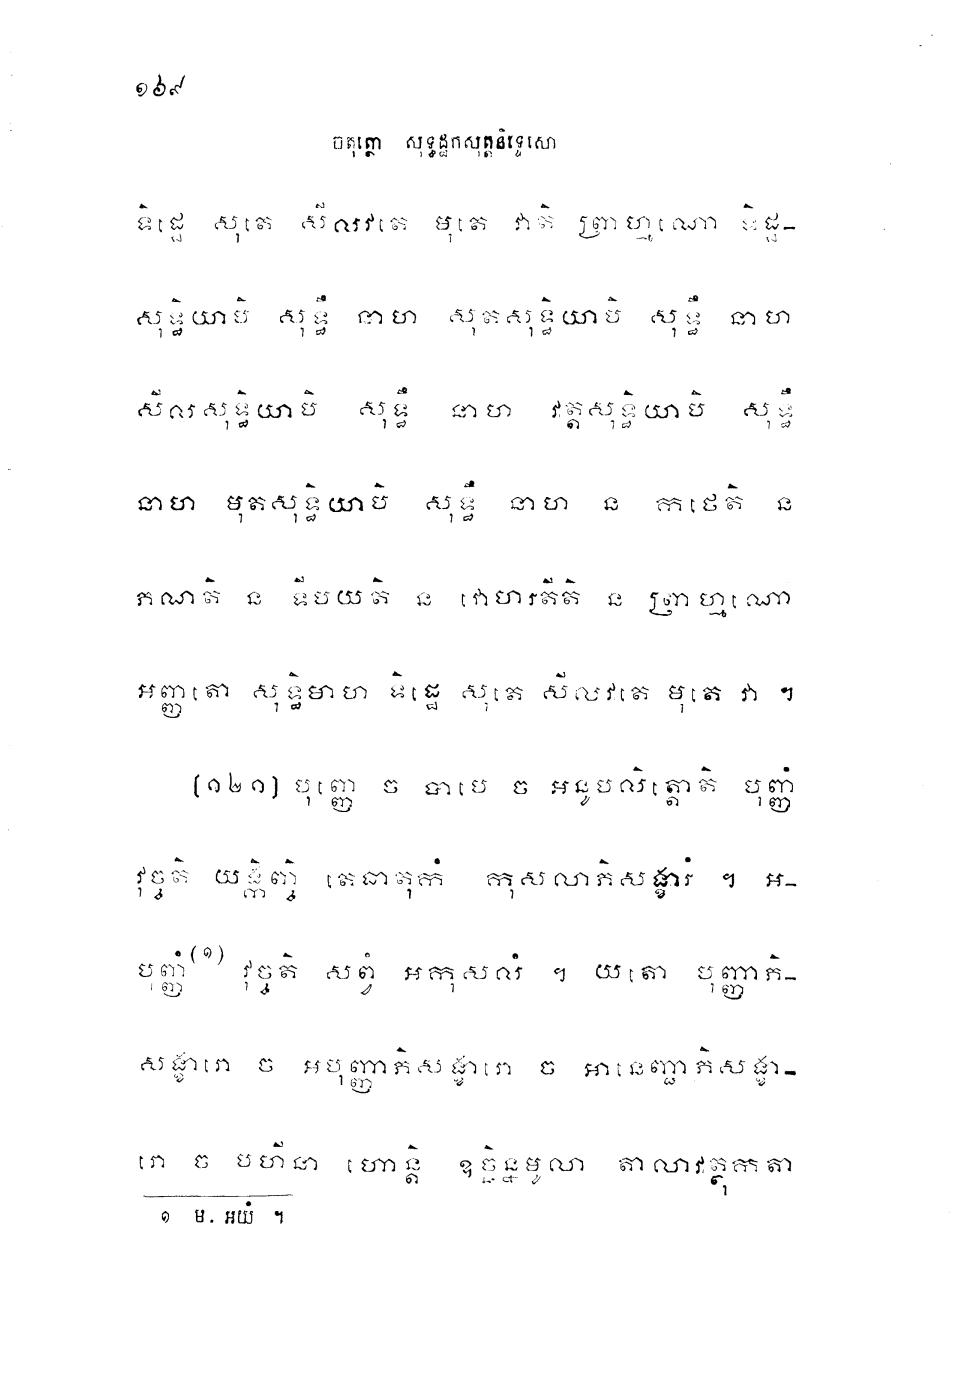 ១៦៩
ចតុត្ថោ សុទ្ធដ្ឋកសុត្តនិទ្ទេសោ
ទិដ្ឋេ សុតេ សីលវតេ មុតេ វាតិ ព្រាហ្មណោ ទិដ្ឋ-
សុទ្ធិយាបិ សុទ្ធឹ នាហ សុតសុទ្ធិយាបិ សុទ្ធឹ នាហ
សីលសុទ្ធិយាបិ សុទ្ធឹ នាហ វត្តសុទ្ធិយាបិ សុទ្ធឹ
នាហ មុតសុទ្ធិយាបិ សុទ្ធឹ នាហ ន កថេតិ ន
ភណតិ ន ទីបយតិ ន វោហរតីតិ ន ព្រាហ្មណោ
អញ្ញតោ សុទ្ធិមាហ ទិដ្ឋេ សុតេ សីលវតេ មុតេ វា ។
(១២១) បុញ្ញេ ច បាបេ ច អនូបលិត្តោតិ បុញ្ញំ
វុច្ចតិ យង្កិញ្ចិ តេធាតុកំ កុសលាភិសង្ខារំ ។ អ-
បុញ្ញំ(១) វុច្ចតិ សព្វំ អកុសលំ ។ យតោ បុញ្ញាភិ-
សង្ខារោ ច អបុញ្ញាភិសង្ខារោ ច អានេញ្ជាភិសង្ខា-
រោ ច បហីនា ហោន្តិ ឧច្ឆិន្នមូលា តាលាវត្ថុកតា
១ ម. អយំ ។